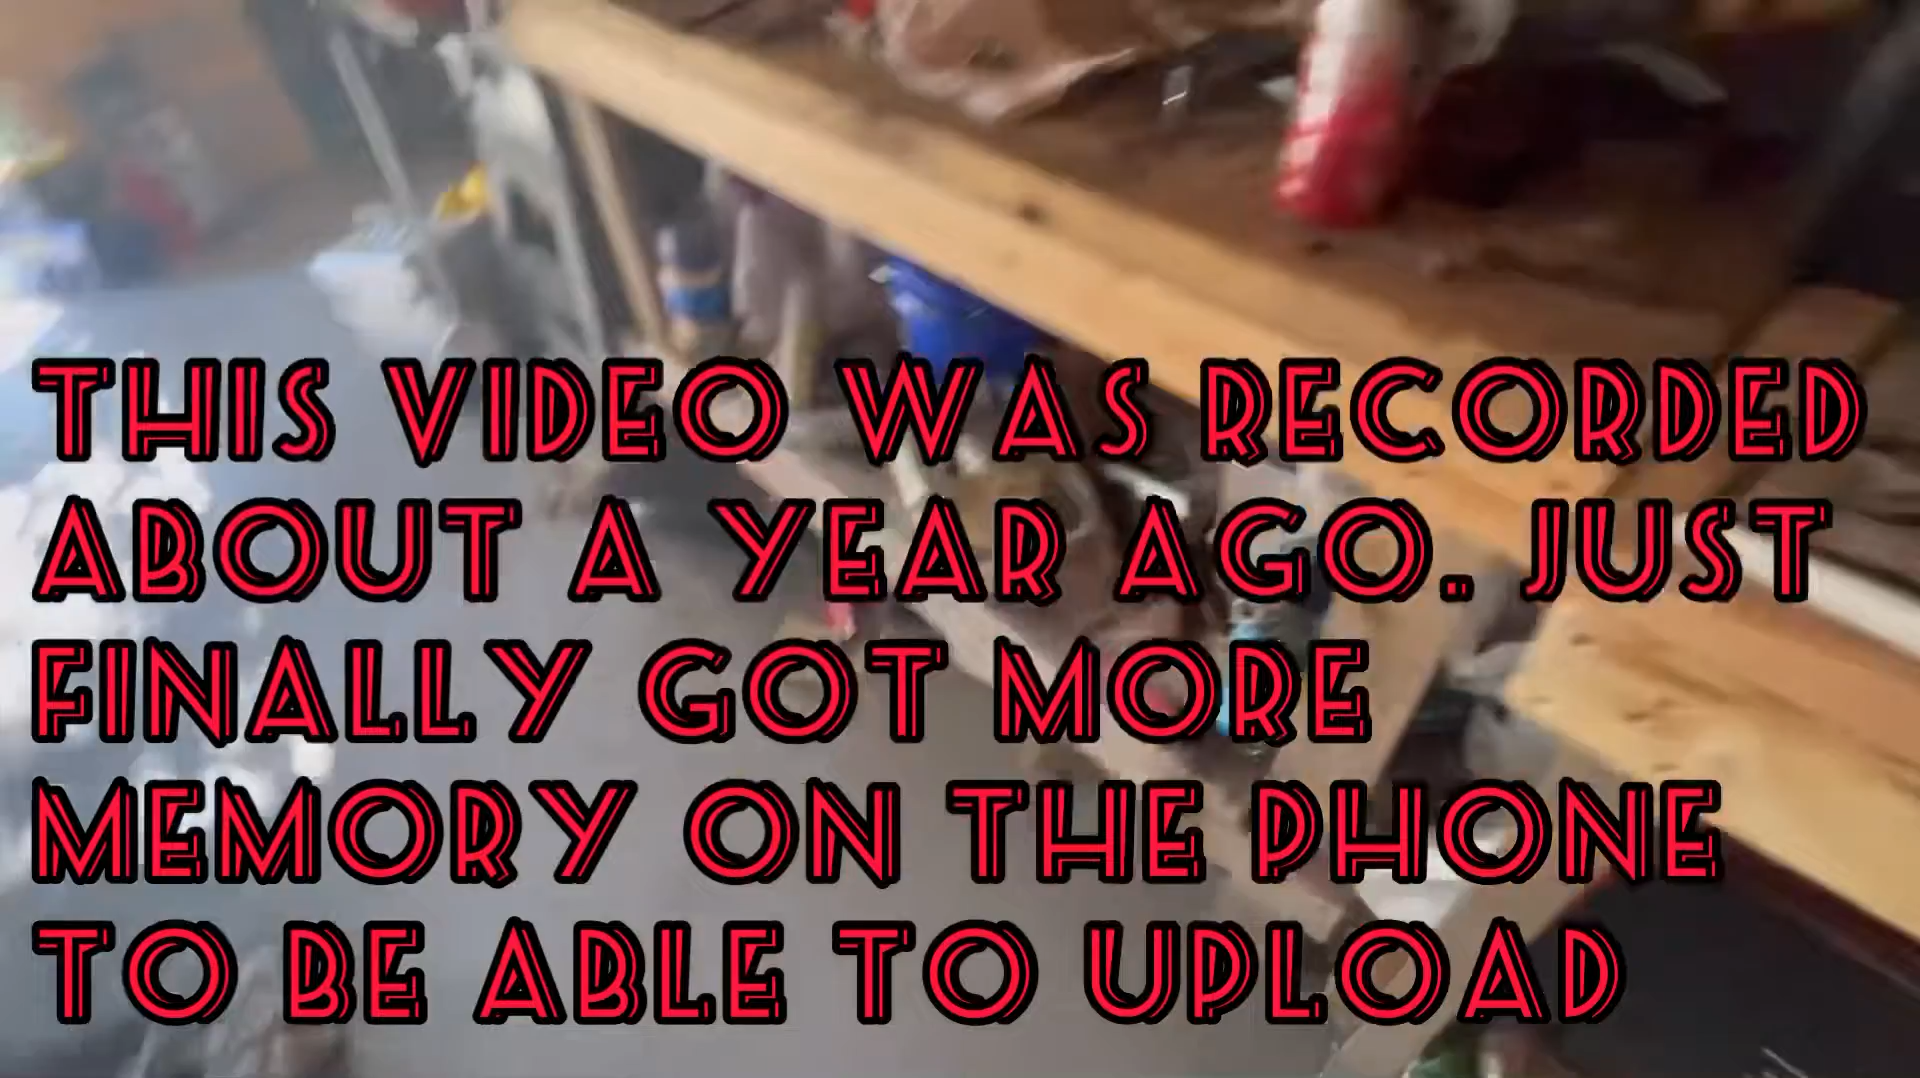 THIS VIDEO WAS RECORDED
ABOUT A YEAR AGO. JUST
FINALLY GOT MORE
MEMORY ON THE PHONE
TO BE ABLE TO UPLOAD